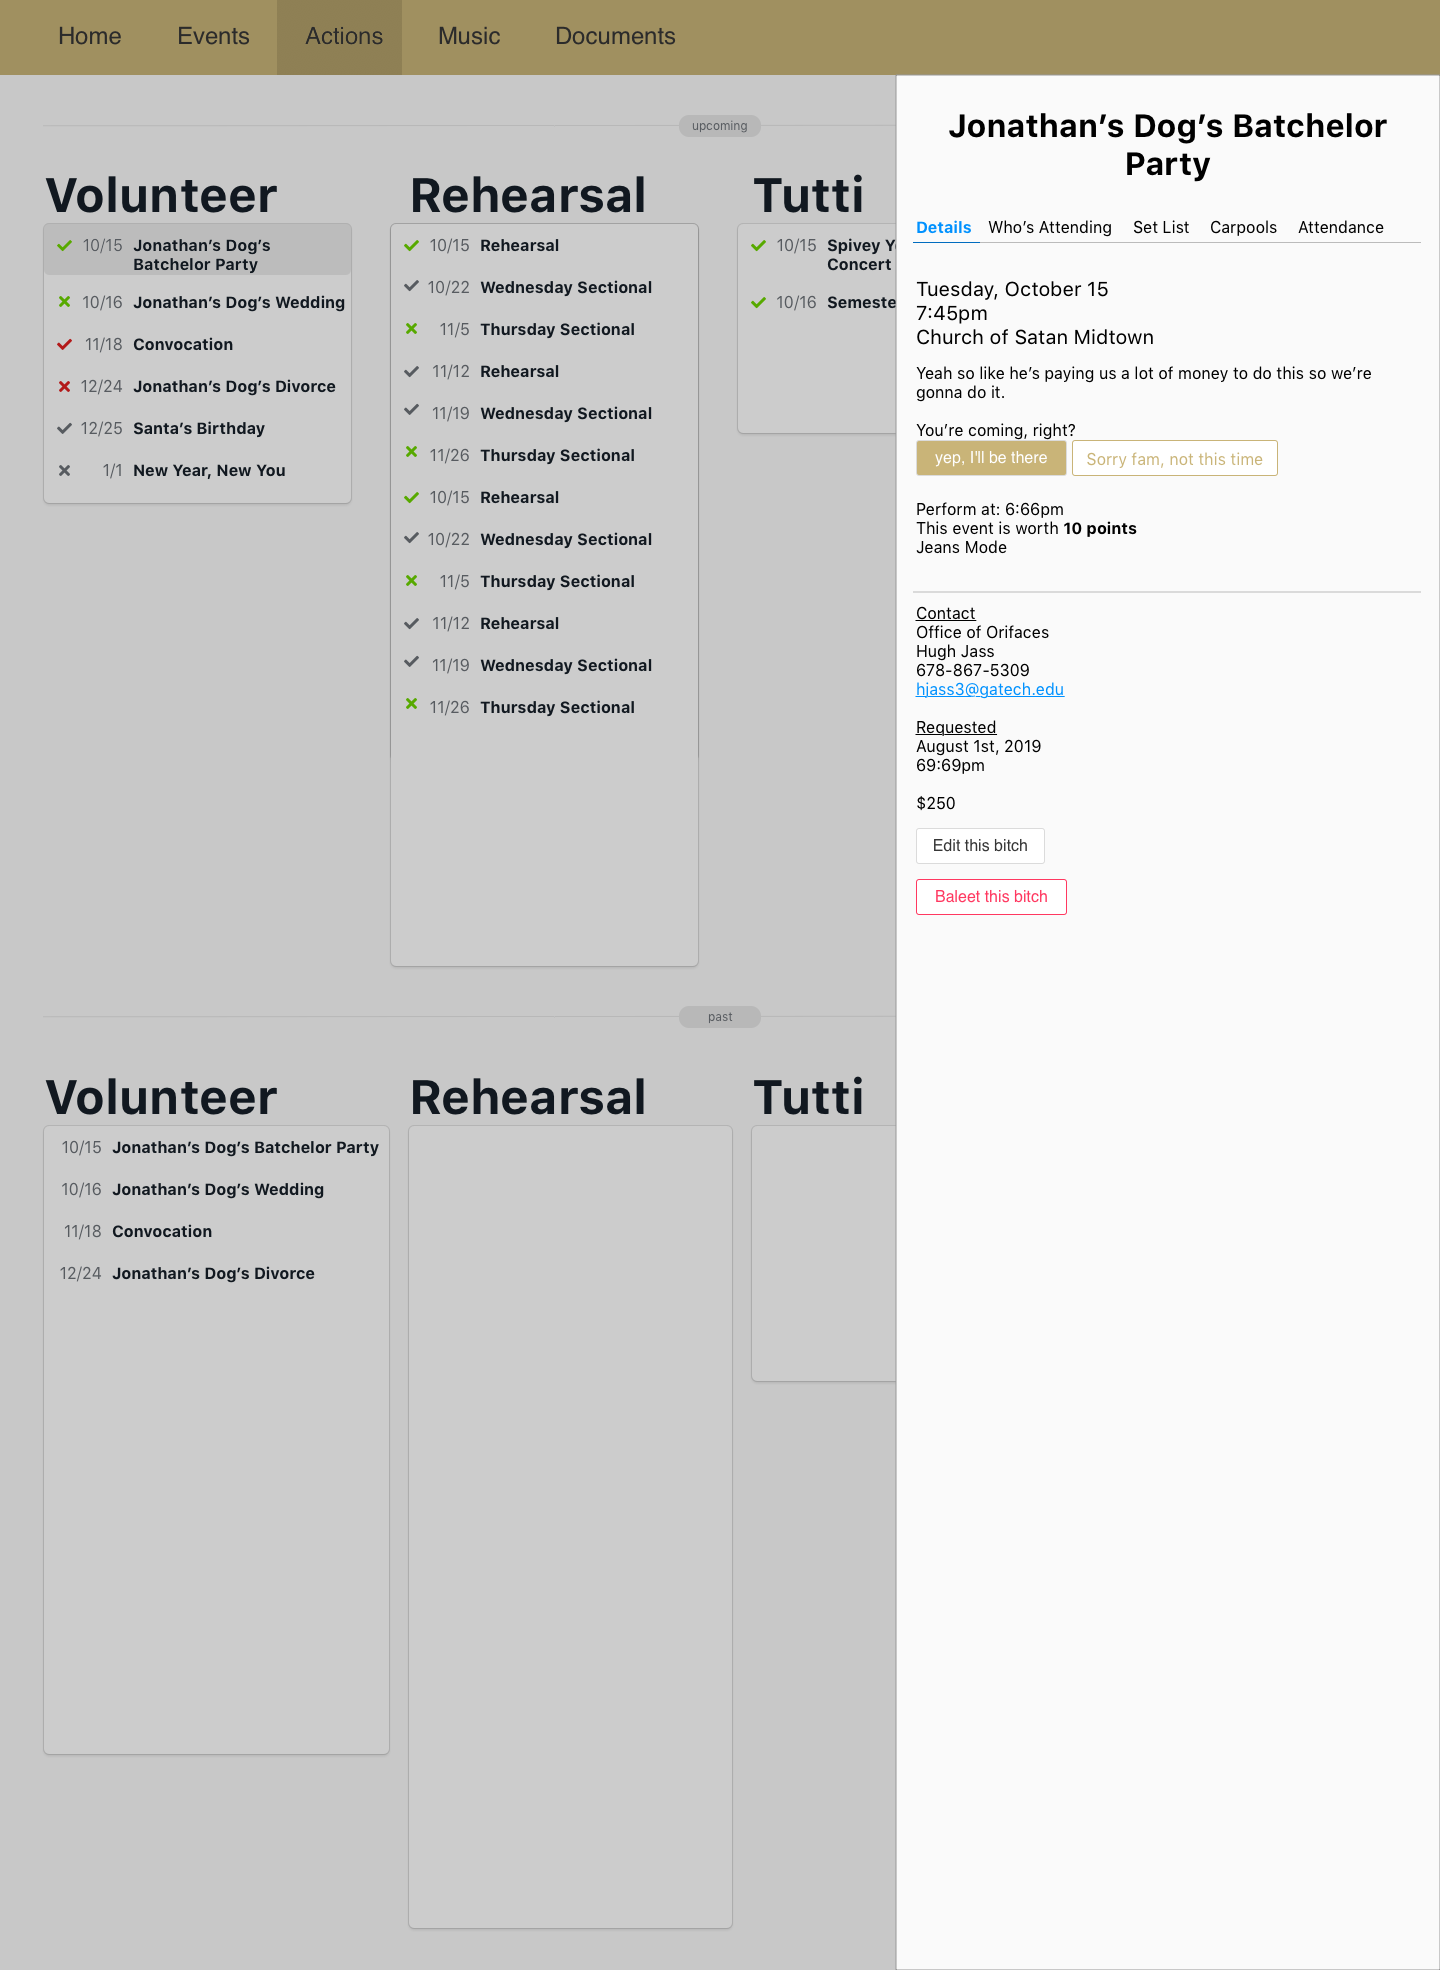 Home Events Actions Music Documents
upcoming
Volunteer
10/15 Jonathan’s Dog’s
Batchelor Party
10/16 Jonathan’s Dog’s Wedding
11/18 Convocation
12/24 Jonathan’s Dog’s Divorce
12/25 Santa’s Birthday
1/1 New Year, New You
Rehearsal
10/15 Rehearsal
10/22 Wednesday Sectional
11/5 Thursday Sectional
11/12 Rehearsal
11/19 Wednesday Sectional
11/26 Thursday Sectional
10/15 Rehearsal
10/22 Wednesday Sectional
11/5 Thursday Sectional
11/12 Rehearsal
11/19 Wednesday Sectional
11/26 Thursday Sectional
Tutti
10/15 Spivey
Concert
10/16
past
Volunteer
10/15 Jonathan’s Dog’s Batchelor Party
10/16 Jonathan’s Dog’s Wedding
11/18 Convocation
12/24 Jonathan’s Dog’s Divorce
Rehearsal
Tutti
Jonathan’s Dog’s Batchelor
Party
Details Who’s Attending Set List Carpools Attendance
Tuesday, October 15
7:45pm
Church of Satan Midtown
Yeah so like he’s paying us a lot of money to do this so we’re
gonna do it.
You’re coming, right?
yep, I'll be there Sorry fam, not this time
Perform at: 6:66pm
This event is worth 10 points
Jeans Mode
Contact
Office of Orifaces
Hugh Jass
678-867-5309
hjass3@gatech.edu
Requested
August 1st, 2019
69:69pm
$250
Edit this bitch
Baleet this bitch